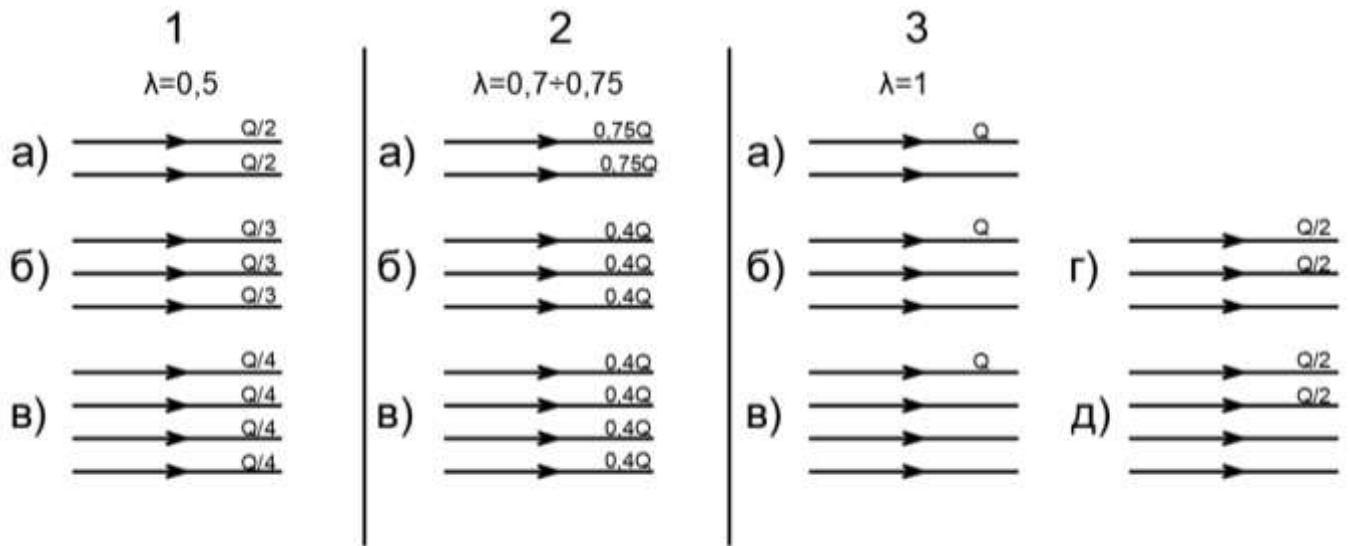 1
λ=0,5
а)
Q/2
Q/2
б)
Q/3
Q/3
Q/3
в)
Q/4
Q/4
Q/4
Q/4
2
λ=0,7÷0,75
а)
0,75Q
0,75Q
б)
0,4Q
0,4Q
0,4Q
в)
0,4Q
0,4Q
0,4Q
0,4Q
3
λ=1
а)
Q
б)
Q
в)
Q
г)
Q/2
Q/2
д)
Q/2
Q/2